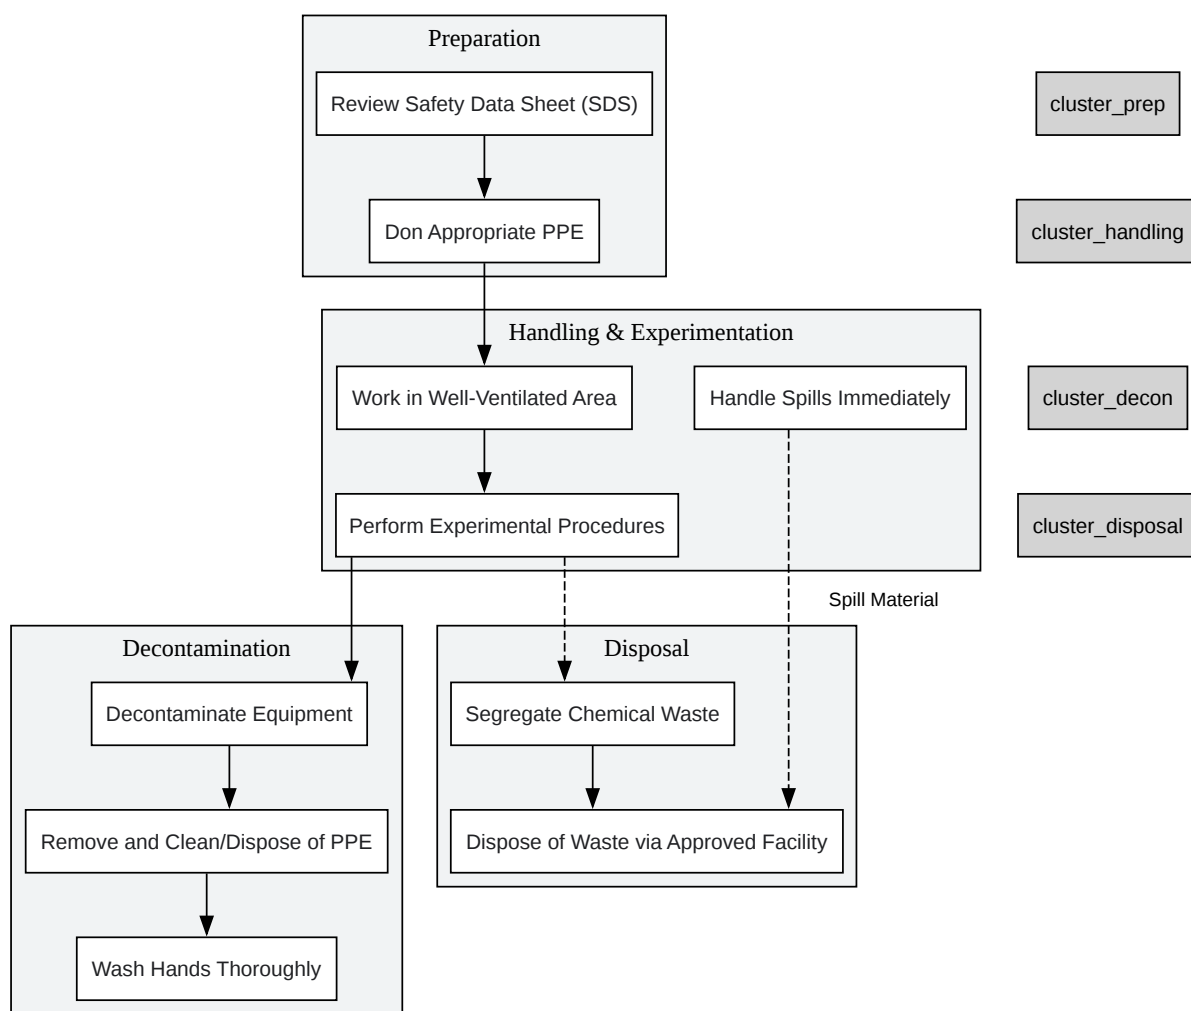 Preparation
Review Safety Data Sheet (SDS)
cluster_prep
Don Appropriate PPE
cluster_handling
Handling & Experimentation
Work in Well-Ventilated Area
Handle Spills Immediately
cluster_decon
Perform Experimental Procedures
cluster_disposal
Spill Material
Decontamination
Disposal
Decontaminate Equipment
Segregate Chemical Waste
Remove and Clean/Dispose of PPE
Dispose of Waste via Approved Facility
Wash Hands Thoroughly